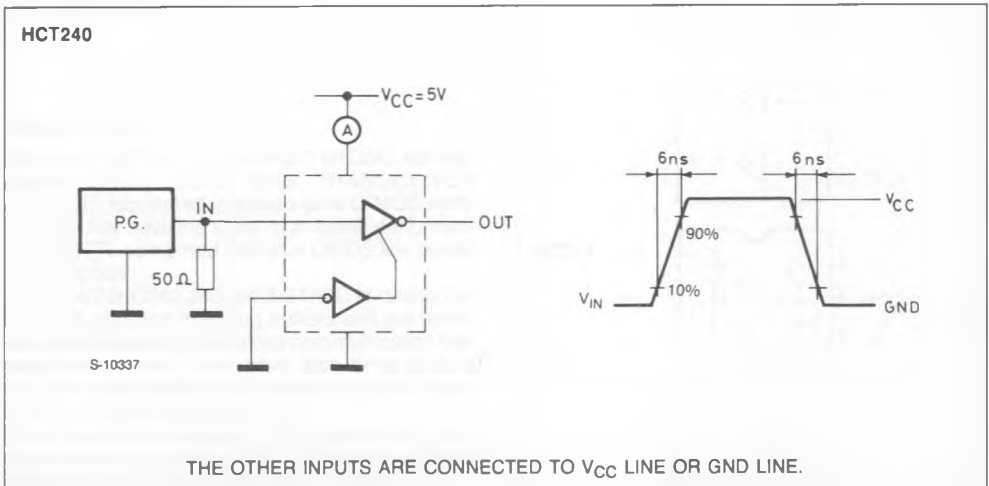 HCT240
V_CC=5V
A
P.G.
IN
OUT
50Ω
S-10337
6ns
6ns
V_CC
90%
10%
V_IN
GND
THE OTHER INPUTS ARE CONNECTED TO V_CC LINE OR GND LINE.